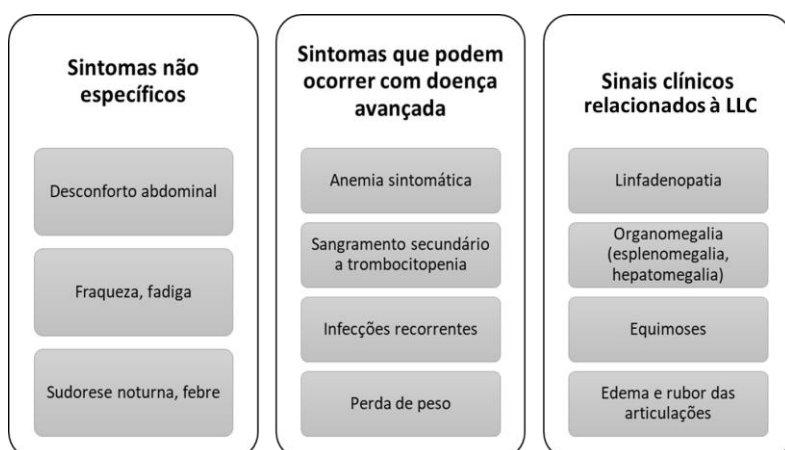 Sintomas não
específicos
Desconforto abdominal
Fraqueza, fadiga
Sudorese noturna, febre
Sintomas que podem
ocorrer com doença
avançada
Anemia sintomática
Sangramento secundário
a trombocitopenia
Infecções recorrentes
Perda de peso
Sinais clínicos
relacionados à LLC
Linfadenopatia
Organomegalia
(esplenomegalia,
hepatomegalia)
Equimoses
Edema e rubor das
articulações